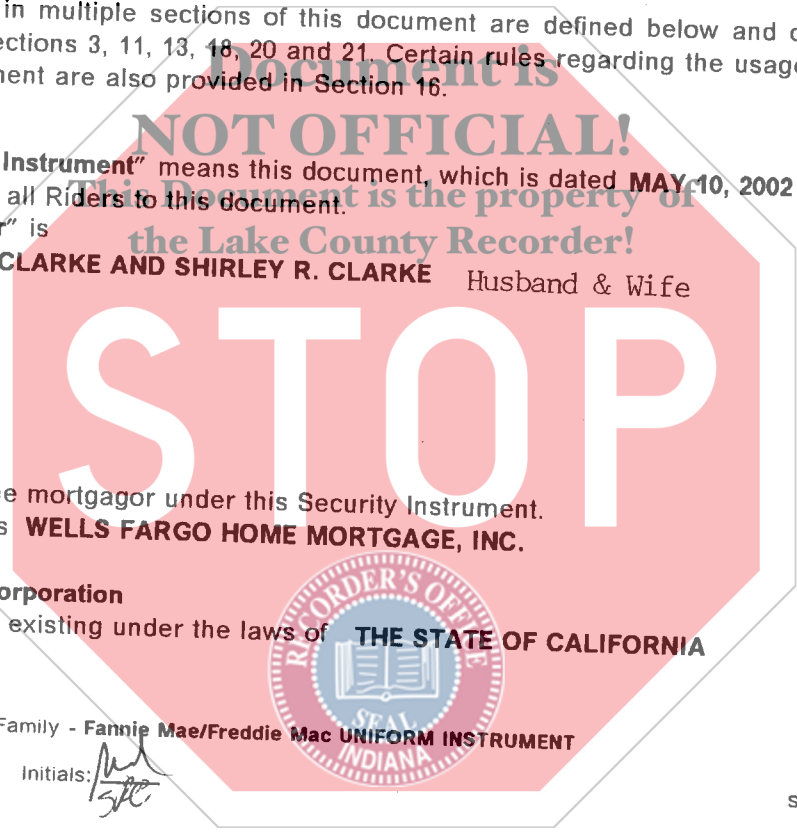 in multiple sections of this document are defined below and
ections 3, 11, 13, 18, 20 and 21. Certain rules regarding the usag
Document is
ment are also provided in Section 16.
NOT OFFICIAL!
Instrument" means this document, which is dated MAY 10, 2002
This Document is the property of
all Riders to this document.
r" is
the Lake County Recorder!
CLARKE AND SHIRLEY R. CLARKE Husband & Wife
STOP
e mortgagor under this Security Instrument.
s WELLS FARGO HOME MORTGAGE, INC.
orporation
RECORDER'S OFFICE
existing under the laws of THE STATE OF CALIFORNIA
SEAL
INDIANA
Family - Fannie Mae/Freddie Mac UNIFORM INSTRUMENT
Initials: